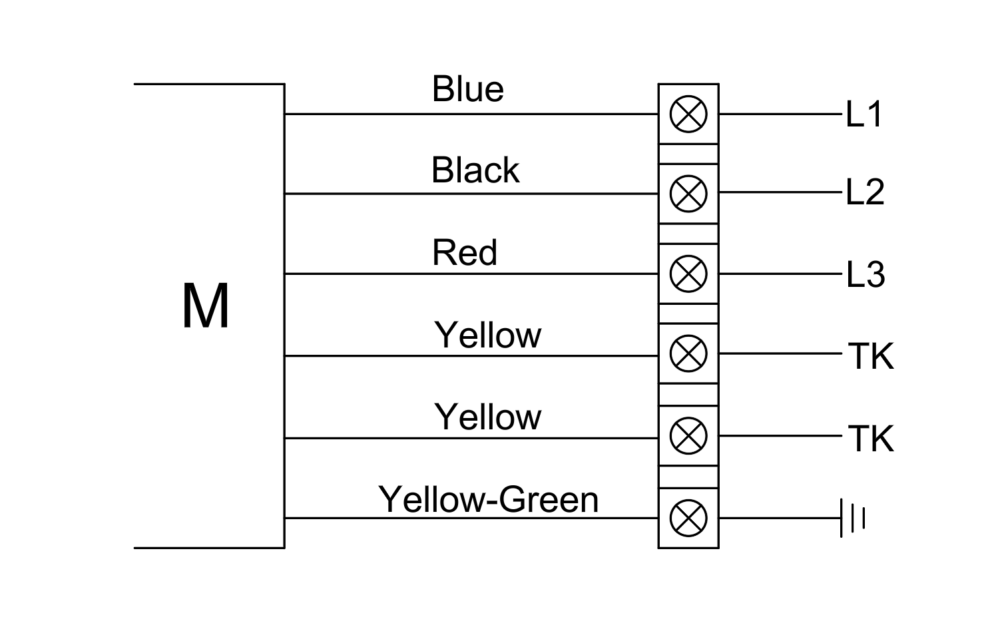 Blue
L1
Black
L2
Red
L3
M
Yellow
TK
Yellow
TK
Yellow-Green